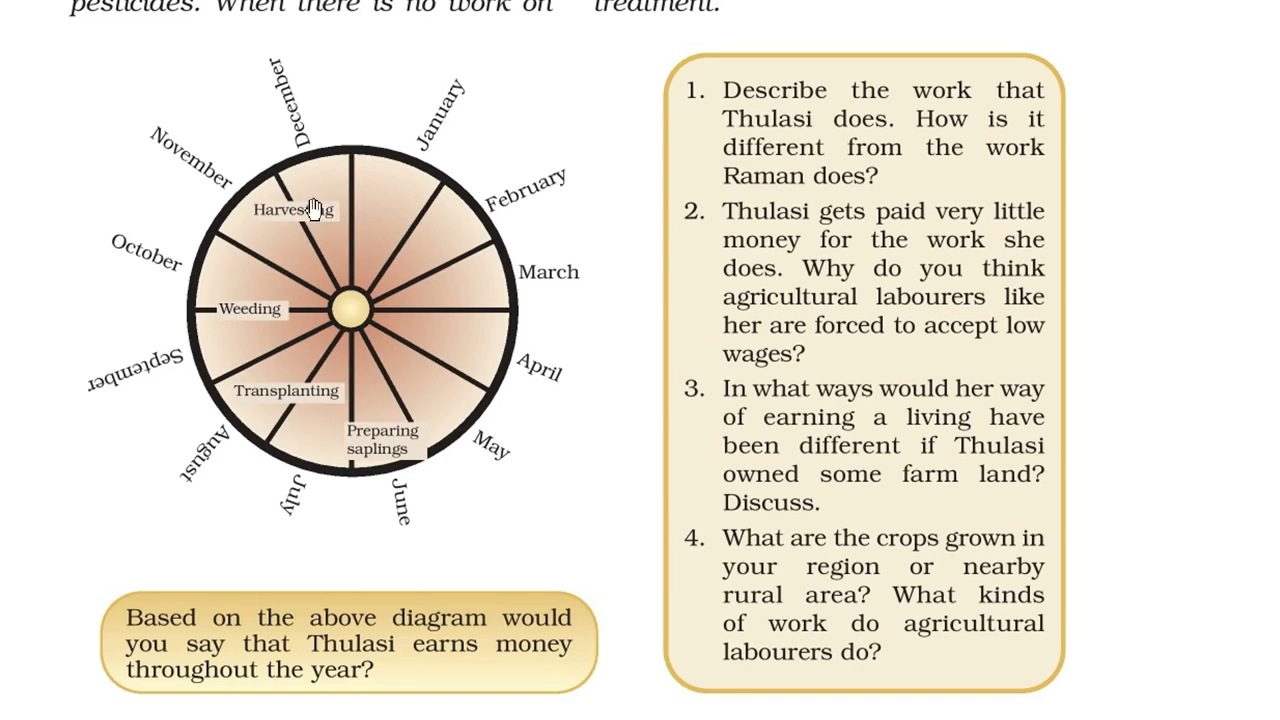 pesticides. When there is no work on
treatment.
December
January
November
February
Harvesting
October
March
Weeding
September
April
Transplanting
Preparing
saplings
August
May
July
June
Based on the above diagram would
you say that Thulasi earns money
throughout the year?
1. Describe the work that
Thulasi does. How is it
different from the work
Raman does?
2. Thulasi gets paid very little
money for the work she
does. Why do you think
agricultural labourers like
her are forced to accept low
wages?
3. In what ways would her way
of earning a living have
been different if Thulasi
owned some farm land?
Discuss.
4. What are the crops grown in
your region or nearby
rural area? What kinds
of work do agricultural
labourers do?